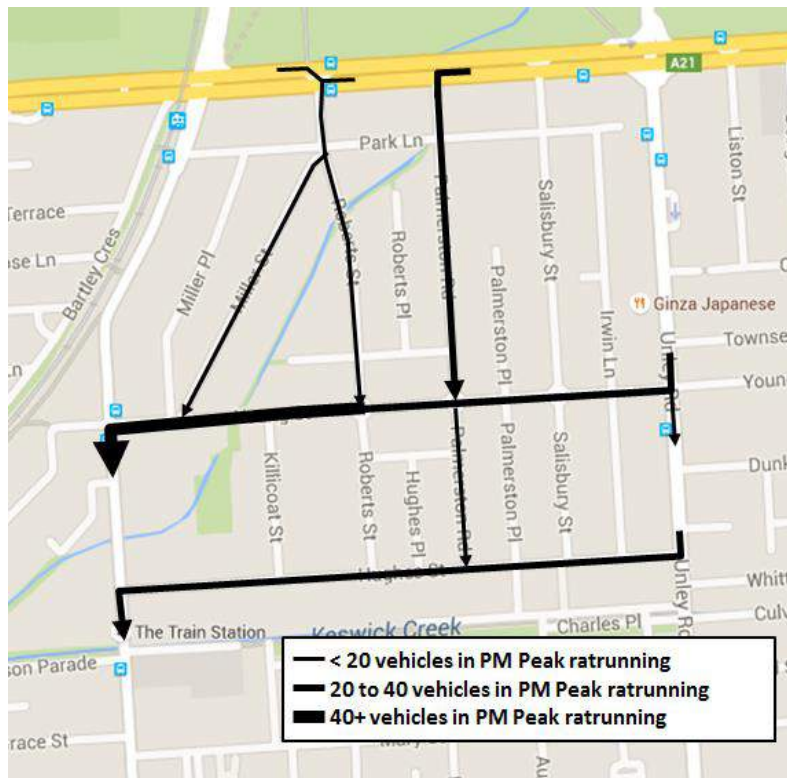 A21
Park Ln
Liston St
Salisbury St
Palmerston Rd
Roberts St
Roberts Pl
Terrace
Bartley Cres
Miller Pl
Miller St
Palmerston Pl
Ginza Japanese
Irwin Ln
Unley Rd
Townse
Youn
Ln
Killicoat St
Roberts St
Hughes Pl
Palmerston Rd
Palmerston Pl
Salisbury St
Dunk
Hughes St
Unley Ro
Whitt
The Train Station
Keswick Creek
Charles Pl
Culv
son Parade
< 20 vehicles in PM Peak ratrunning
20 to 40 vehicles in PM Peak ratrunning
40+ vehicles in PM Peak ratrunning
race St
Au